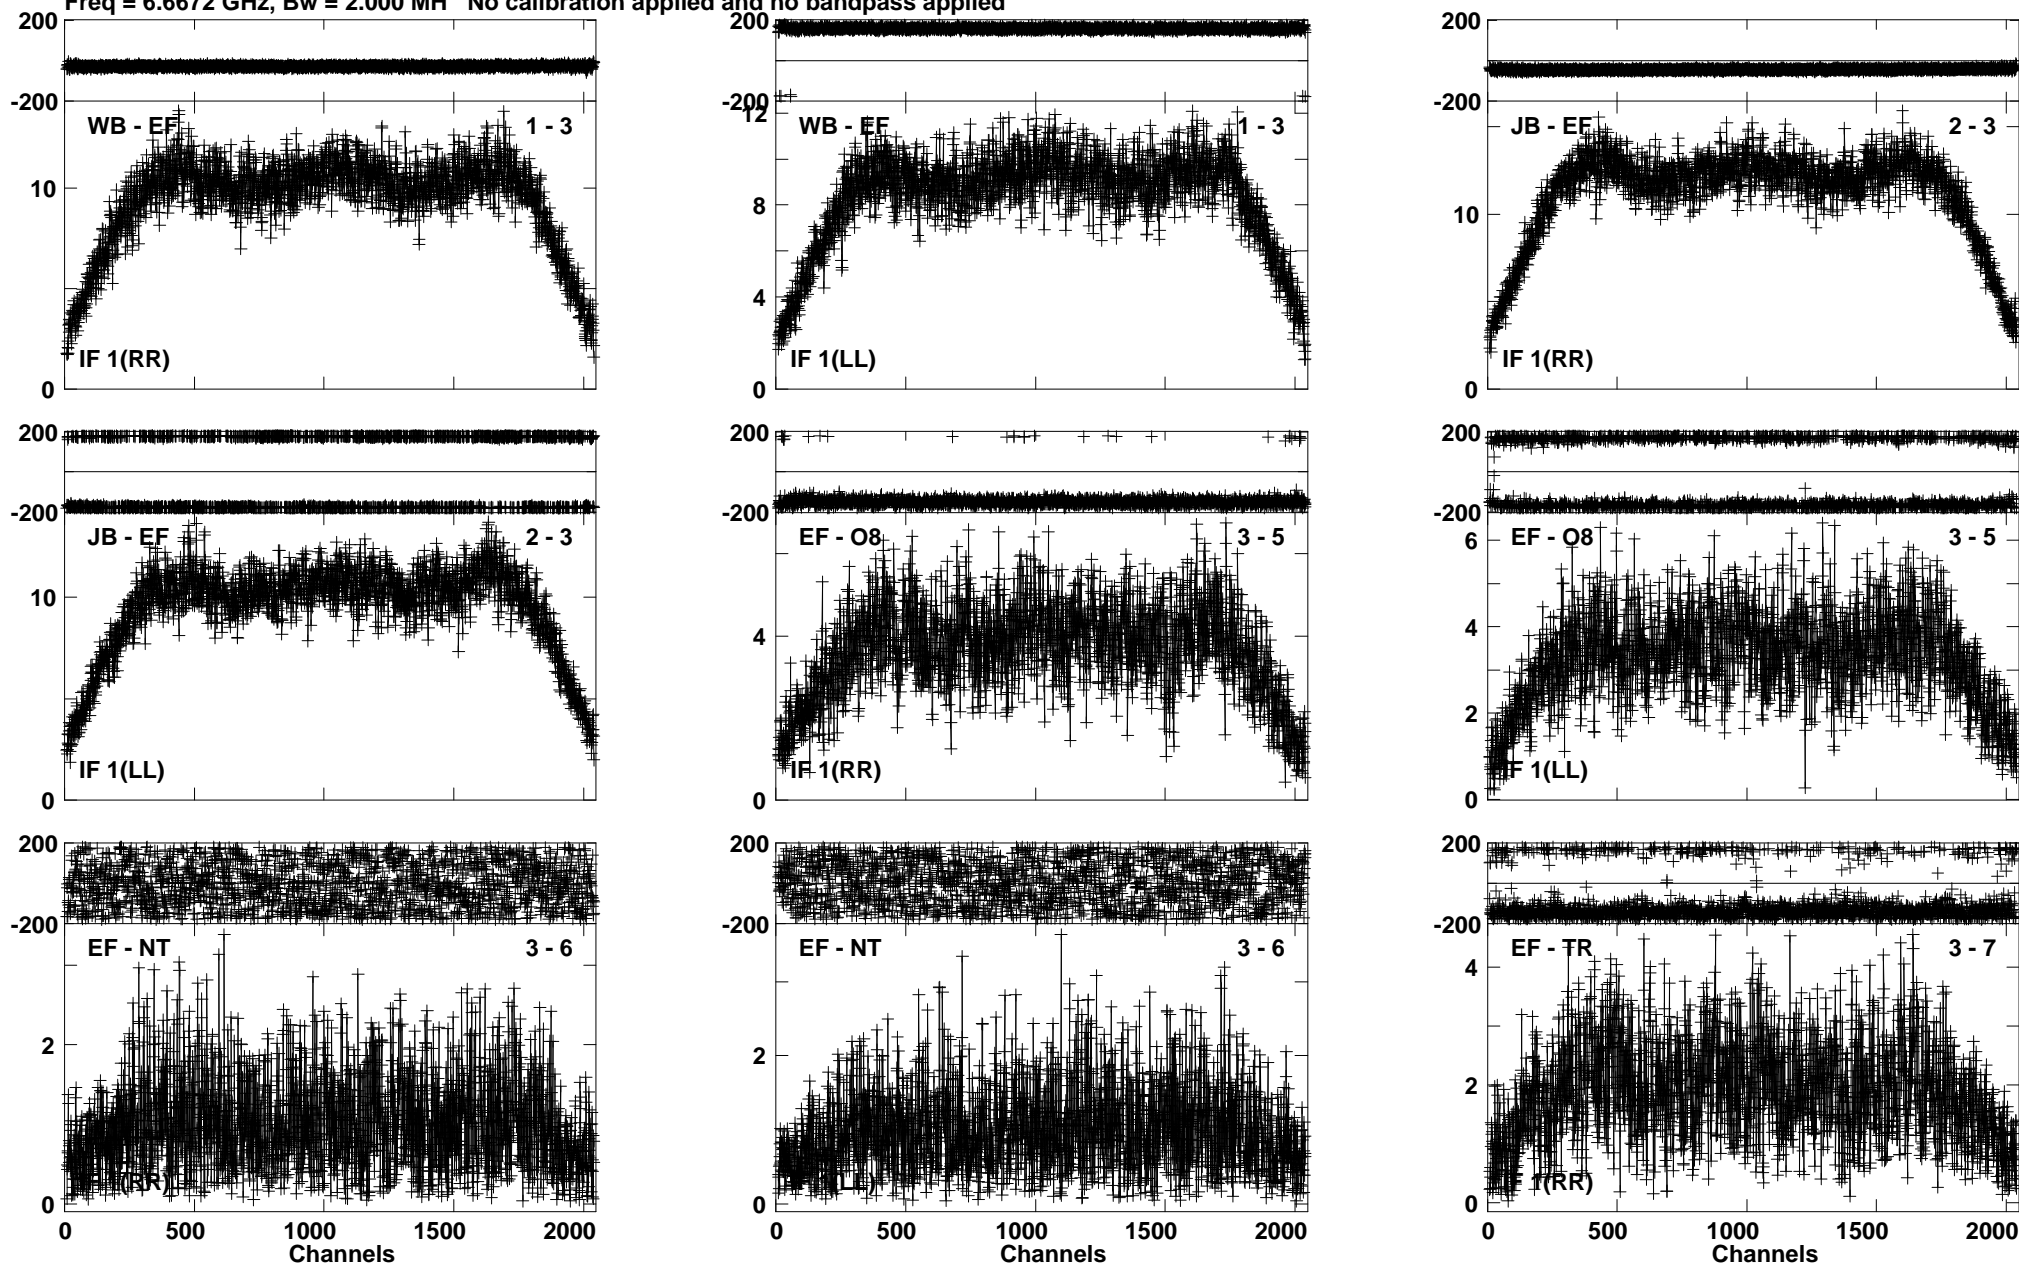 Freq = 6.6672 GHz, Bw = 2.000 MH No calibration applied and no bandpass applied
200
-200
WB - EF
1 - 3
10
IF 1(RR)
0
200
-200
12
WB - EF
1 - 3
8
4
IF 1(LL)
0
200
-200
JB - EF
2 - 3
10
IF 1(RR)
0
200
-200
JB - EF
2 - 3
10
IF 1(LL)
0
200
-200
EF - O8
3 - 5
4
IF 1(RR)
0
200
-200
6
EF - O8
3 - 5
4
2
IF 1(LL)
0
200
-200
EF - NT
3 - 6
2
1(RR)
0
0 500 1000 1500 2000
Channels
200
-200
EF - NT
3 - 6
2
1(LL)
0
0 500 1000 1500 2000
Channels
200
-200
EF - TR
3 - 7
4
2
1(RR)
0
0 500 1000 1500 2000
Channels